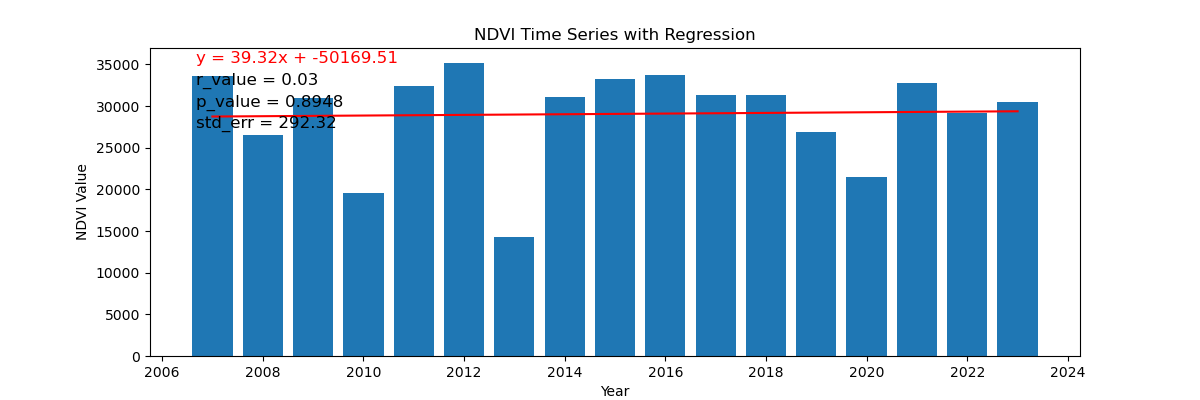 NDVI Time Series with Regression
y = 39.32x + -50169.51
r_value = 0.03
p_value = 0.8948
std_err = 292.32
35000
30000
25000
20000
15000
10000
5000
0
NDVI Value
2006 2008 2010 2012 2014 2016 2018 2020 2022 2024
Year